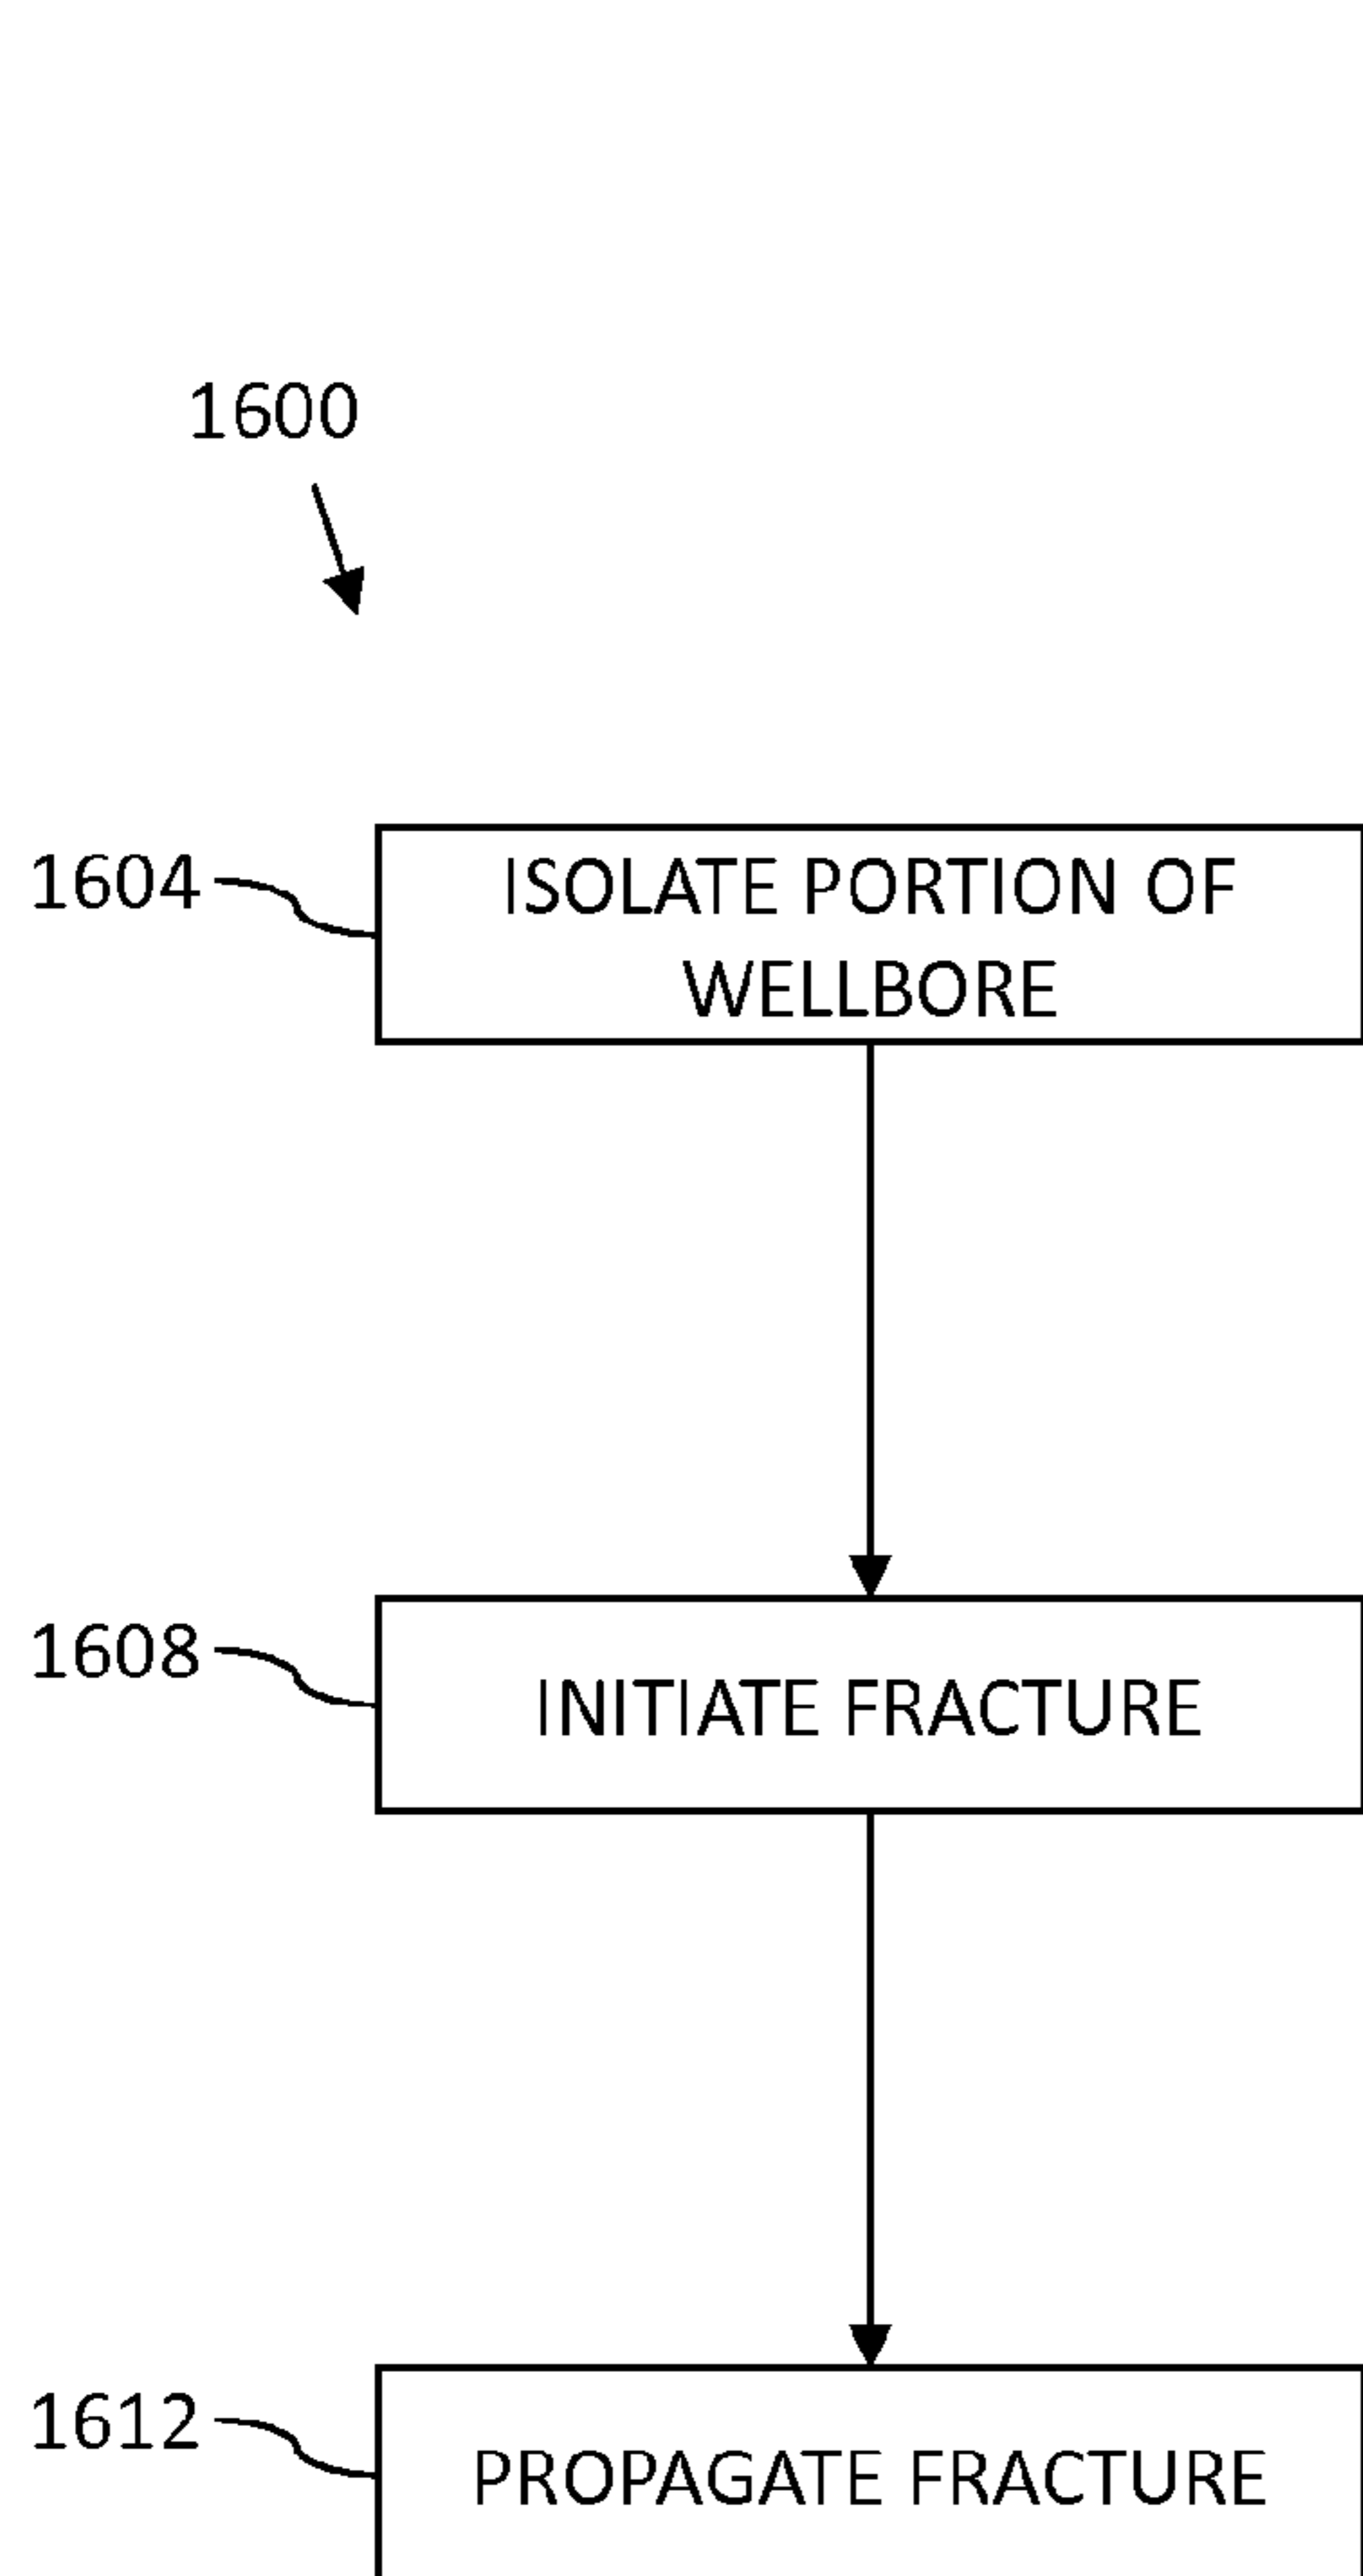 1600
1604
ISOLATE PORTION OF
WELLBORE
1608
INITIATE FRACTURE
1612
PROPAGATE FRACTURE